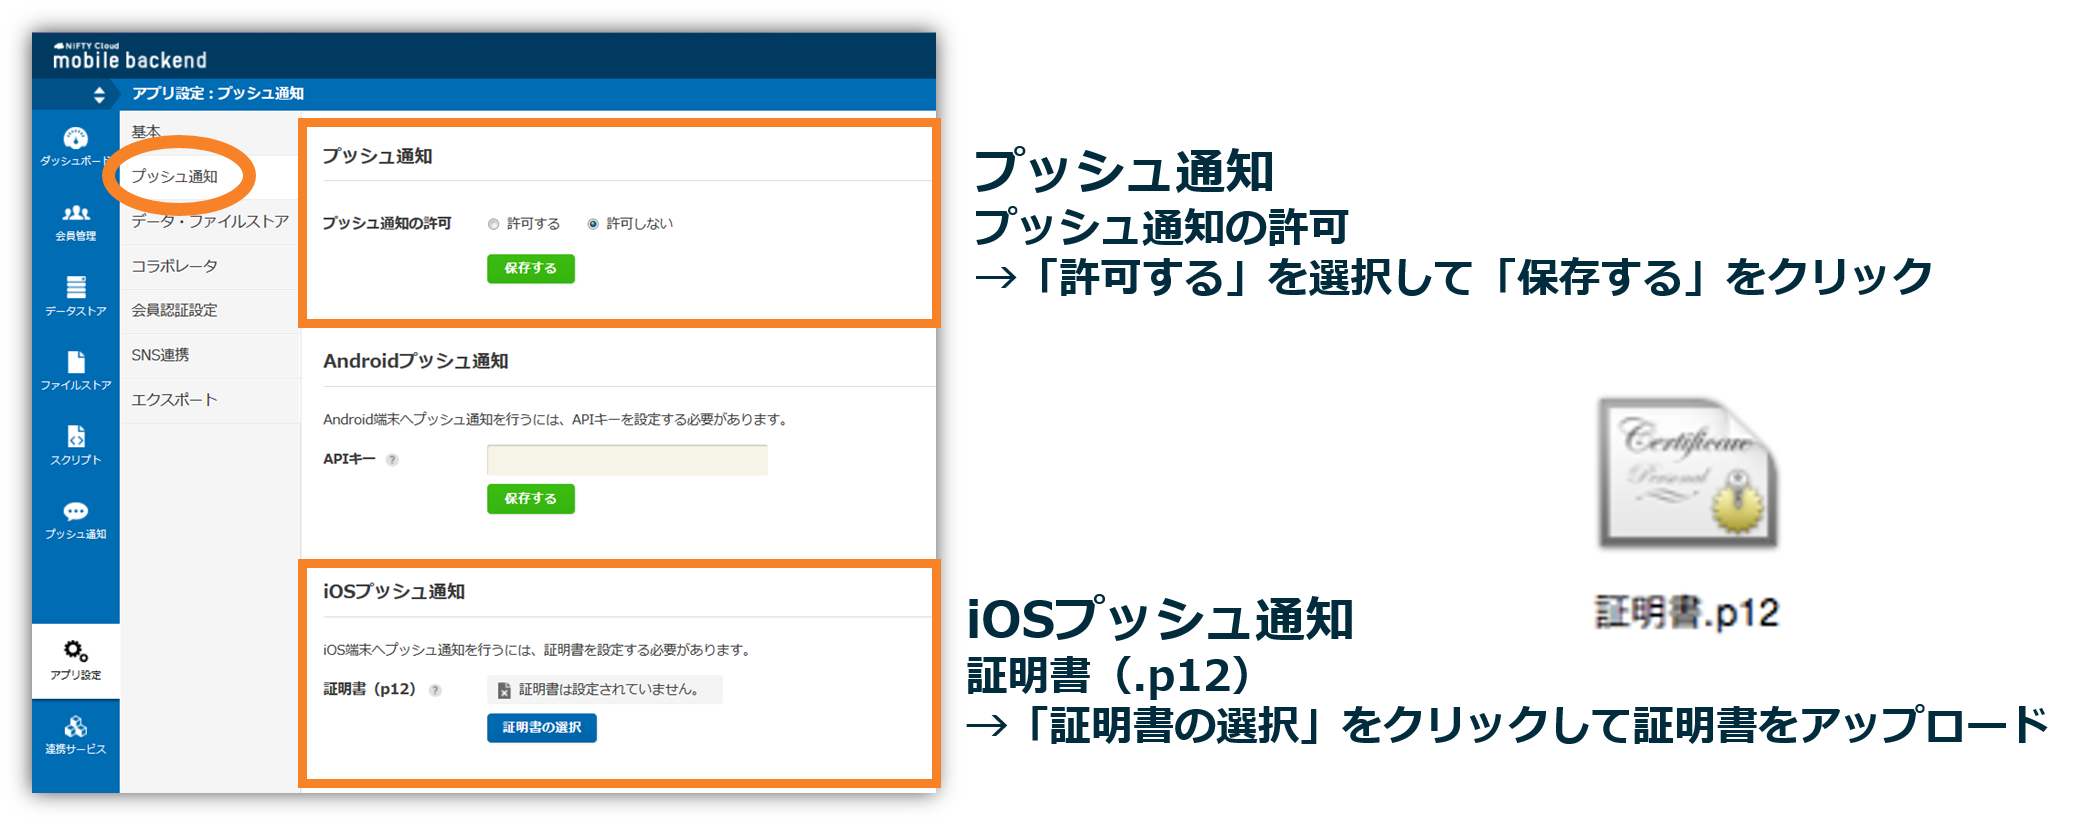 NIFTY Cloud
mobile backend
アプリ設定：プッシュ通知
ダッシュボード
会員管理
データストア
ファイルストア
スクリプト
プッシュ通知
アプリ設定
連携サービス
基本
プッシュ通知
データ・ファイルストア
コラボレータ
会員認証設定
SNS連携
エクスポート
プッシュ通知
プッシュ通知の許可 許可する 許可しない
保存する
Androidプッシュ通知
Android端末へプッシュ通知を行うには、APIキーを設定する必要があります。
APIキー ?
保存する
iOSプッシュ通知
iOS端末へプッシュ通知を行うには、証明書を設定する必要があります。
証明書（p12） ? 証明書は設定されていません。
証明書の選択
プッシュ通知
プッシュ通知の許可
→「許可する」を選択して「保存する」をクリック
Certificate
Personal
証明書.p12
iOSプッシュ通知
証明書（.p12）
→「証明書の選択」をクリックして証明書をアップロード